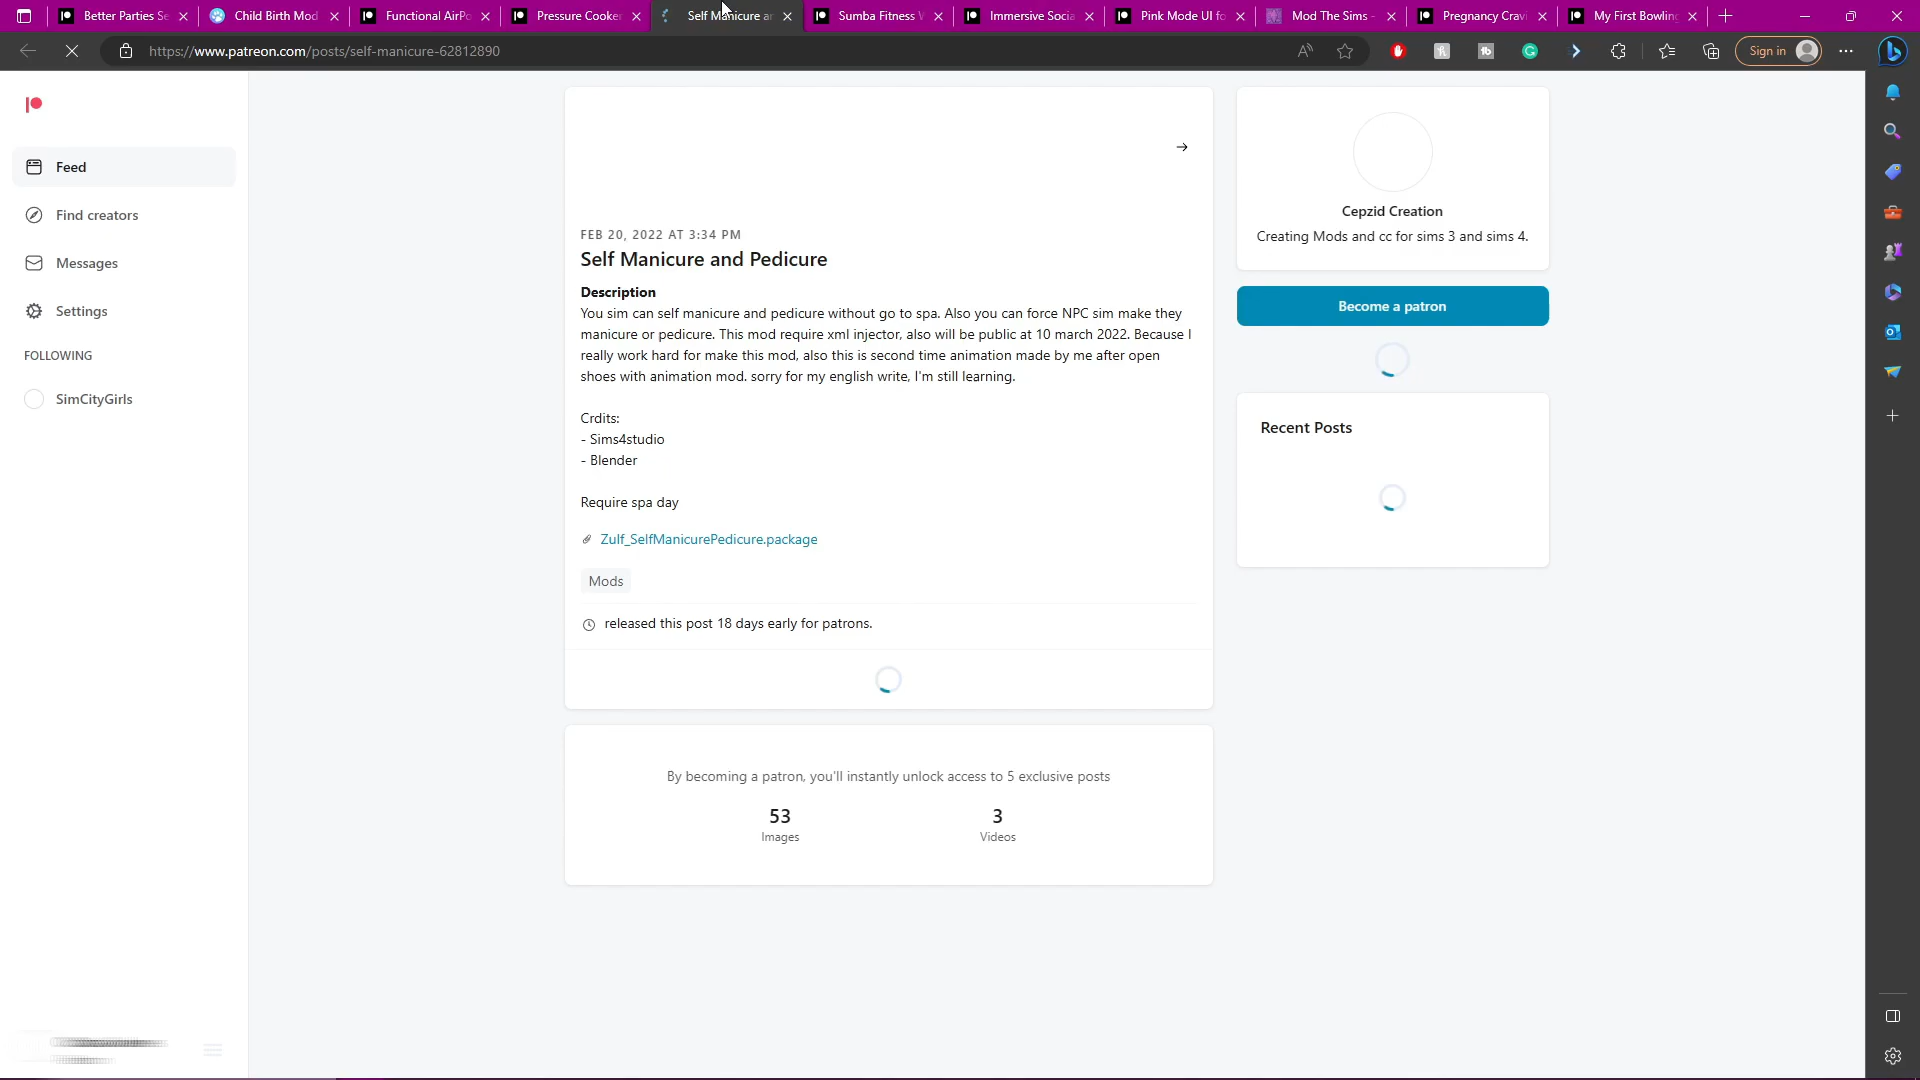 Better Parties Se
Child Birth Mod
Functional AirPo
Pressure Cooker
Self Manicure an
Sumba Fitness
Immersive Socia
Pink Mode UI fo
Mod The Sims -
Pregnancy Cravi
My First Bowling
https://www.patreon.com/posts/self-manicure-62812890
Sign in
Feed
Find creators
Messages
Settings
FOLLOWING
SimCityGirls
FEB 20, 2022 AT 3:34 PM
Self Manicure and Pedicure
Description
You sim can self manicure and pedicure without go to spa. Also you can force NPC sim make they
manicure or pedicure. This mod require xml injector, also will be public at 10 march 2022. Because I
really work hard for make this mod, also this is second time animation made by me after open
shoes with animation mod. sorry for my english write, I'm still learning.
Crdits:
- Sims4studio
- Blender
Require spa day
Zulf_SelfManicurePedicure.package
Mods
released this post 18 days early for patrons.
By becoming a patron, you'll instantly unlock access to 5 exclusive posts
53
Images
3
Videos
Cepzid Creation
Creating Mods and cc for sims 3 and sims 4.
Become a patron
Recent Posts